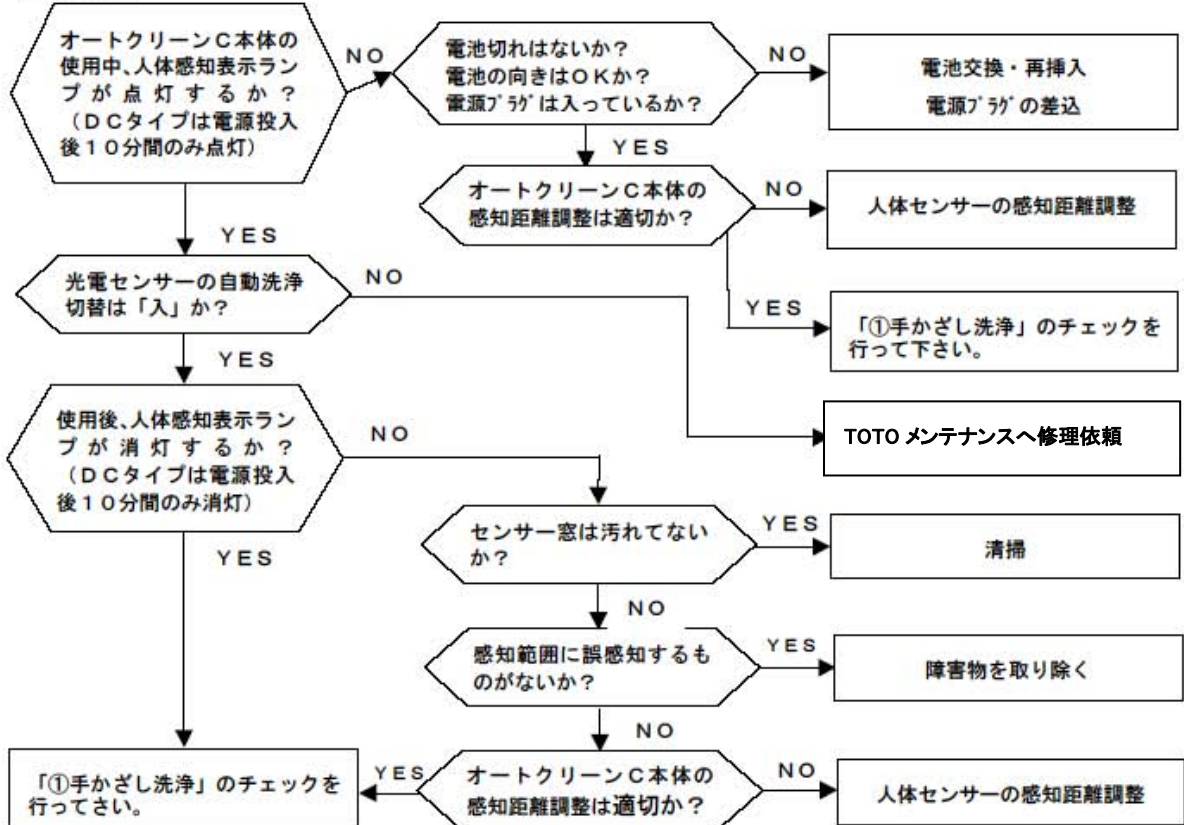 オートクリーンC本体の
使用中、人体感知表示ラン
プが点灯するか?
(DCタイプは電源投入
後10分間のみ点灯)
NO
電池切れはないか?
電池の向きはOKか?
電源プラグは入っているか?
NO
電池交換・再挿入
電源プラグの差込
YES
オートクリーンC本体の
感知距離調整は適切か?
NO
人体センサーの感知距離調整
YES
光電センサーの自動洗浄
切替は「入」か?
NO
YES
「①手かざし洗浄」のチェックを
行って下さい。
YES
使用後、人体感知表示ラン
プが消灯するか?
(DCタイプは電源投入
後10分間のみ消灯)
NO
TOTOメンテナンスへ修理依頼
YES
センサー窓は汚れてない
か?
YES
清掃
NO
感知範囲に誤感知するも
のがないか?
YES
障害物を取り除く
NO
「①手かざし洗浄」のチェックを
行ってさい。
YES
オートクリーンC本体の
感知距離調整は適切か?
NO
人体センサーの感知距離調整